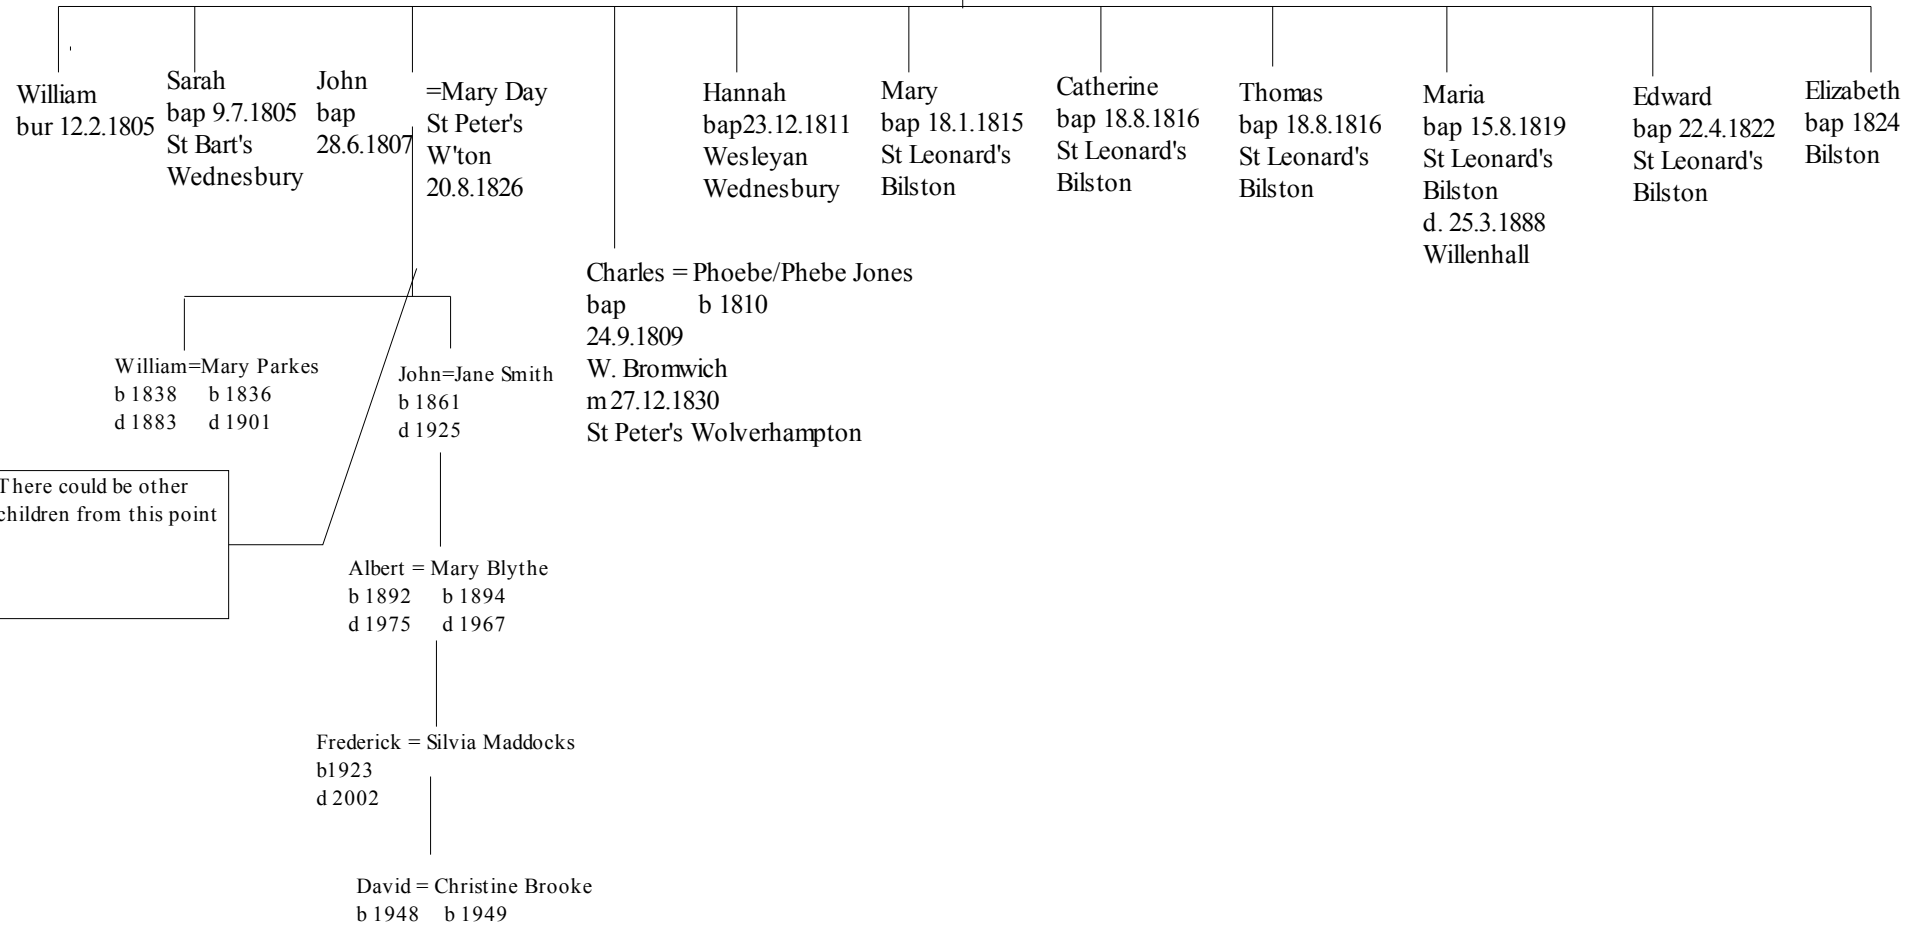 William
bur 12.2.1805
Sarah
bap 9.7.1805
St Bart's
Wednesbury
John
bap
28.6.1807
=Mary Day
St Peter's
W'ton
20.8.1826
Hannah
bap23.12.1811
Wesleyan
Wednesbury
Mary
bap 18.1.1815
St Leonard's
Bilston
Catherine
bap 18.8.1816
St Leonard's
Bilston
Thomas
bap 18.8.1816
St Leonard's
Bilston
Maria
bap 15.8.1819
St Leonard's
Bilston
d. 25.3.1888
Willenhall
Edward
bap 22.4.1822
St Leonard's
Bilston
Elizabeth
bap 1824
Bilston
Charles = Phoebe/Phebe Jones
bap b 1810
24.9.1809
W. Bromwich
m 27.12.1830
St Peter's Wolverhampton
William=Mary Parkes
b 1838 b 1836
d 1883 d 1901
John=Jane Smith
b 1861
d 1925
There could be other
children from this point
Albert = Mary Blythe
b 1892 b 1894
d 1975 d 1967
Frederick = Silvia Maddocks
b1923
d 2002
David = Christine Brooke
b 1948 b 1949